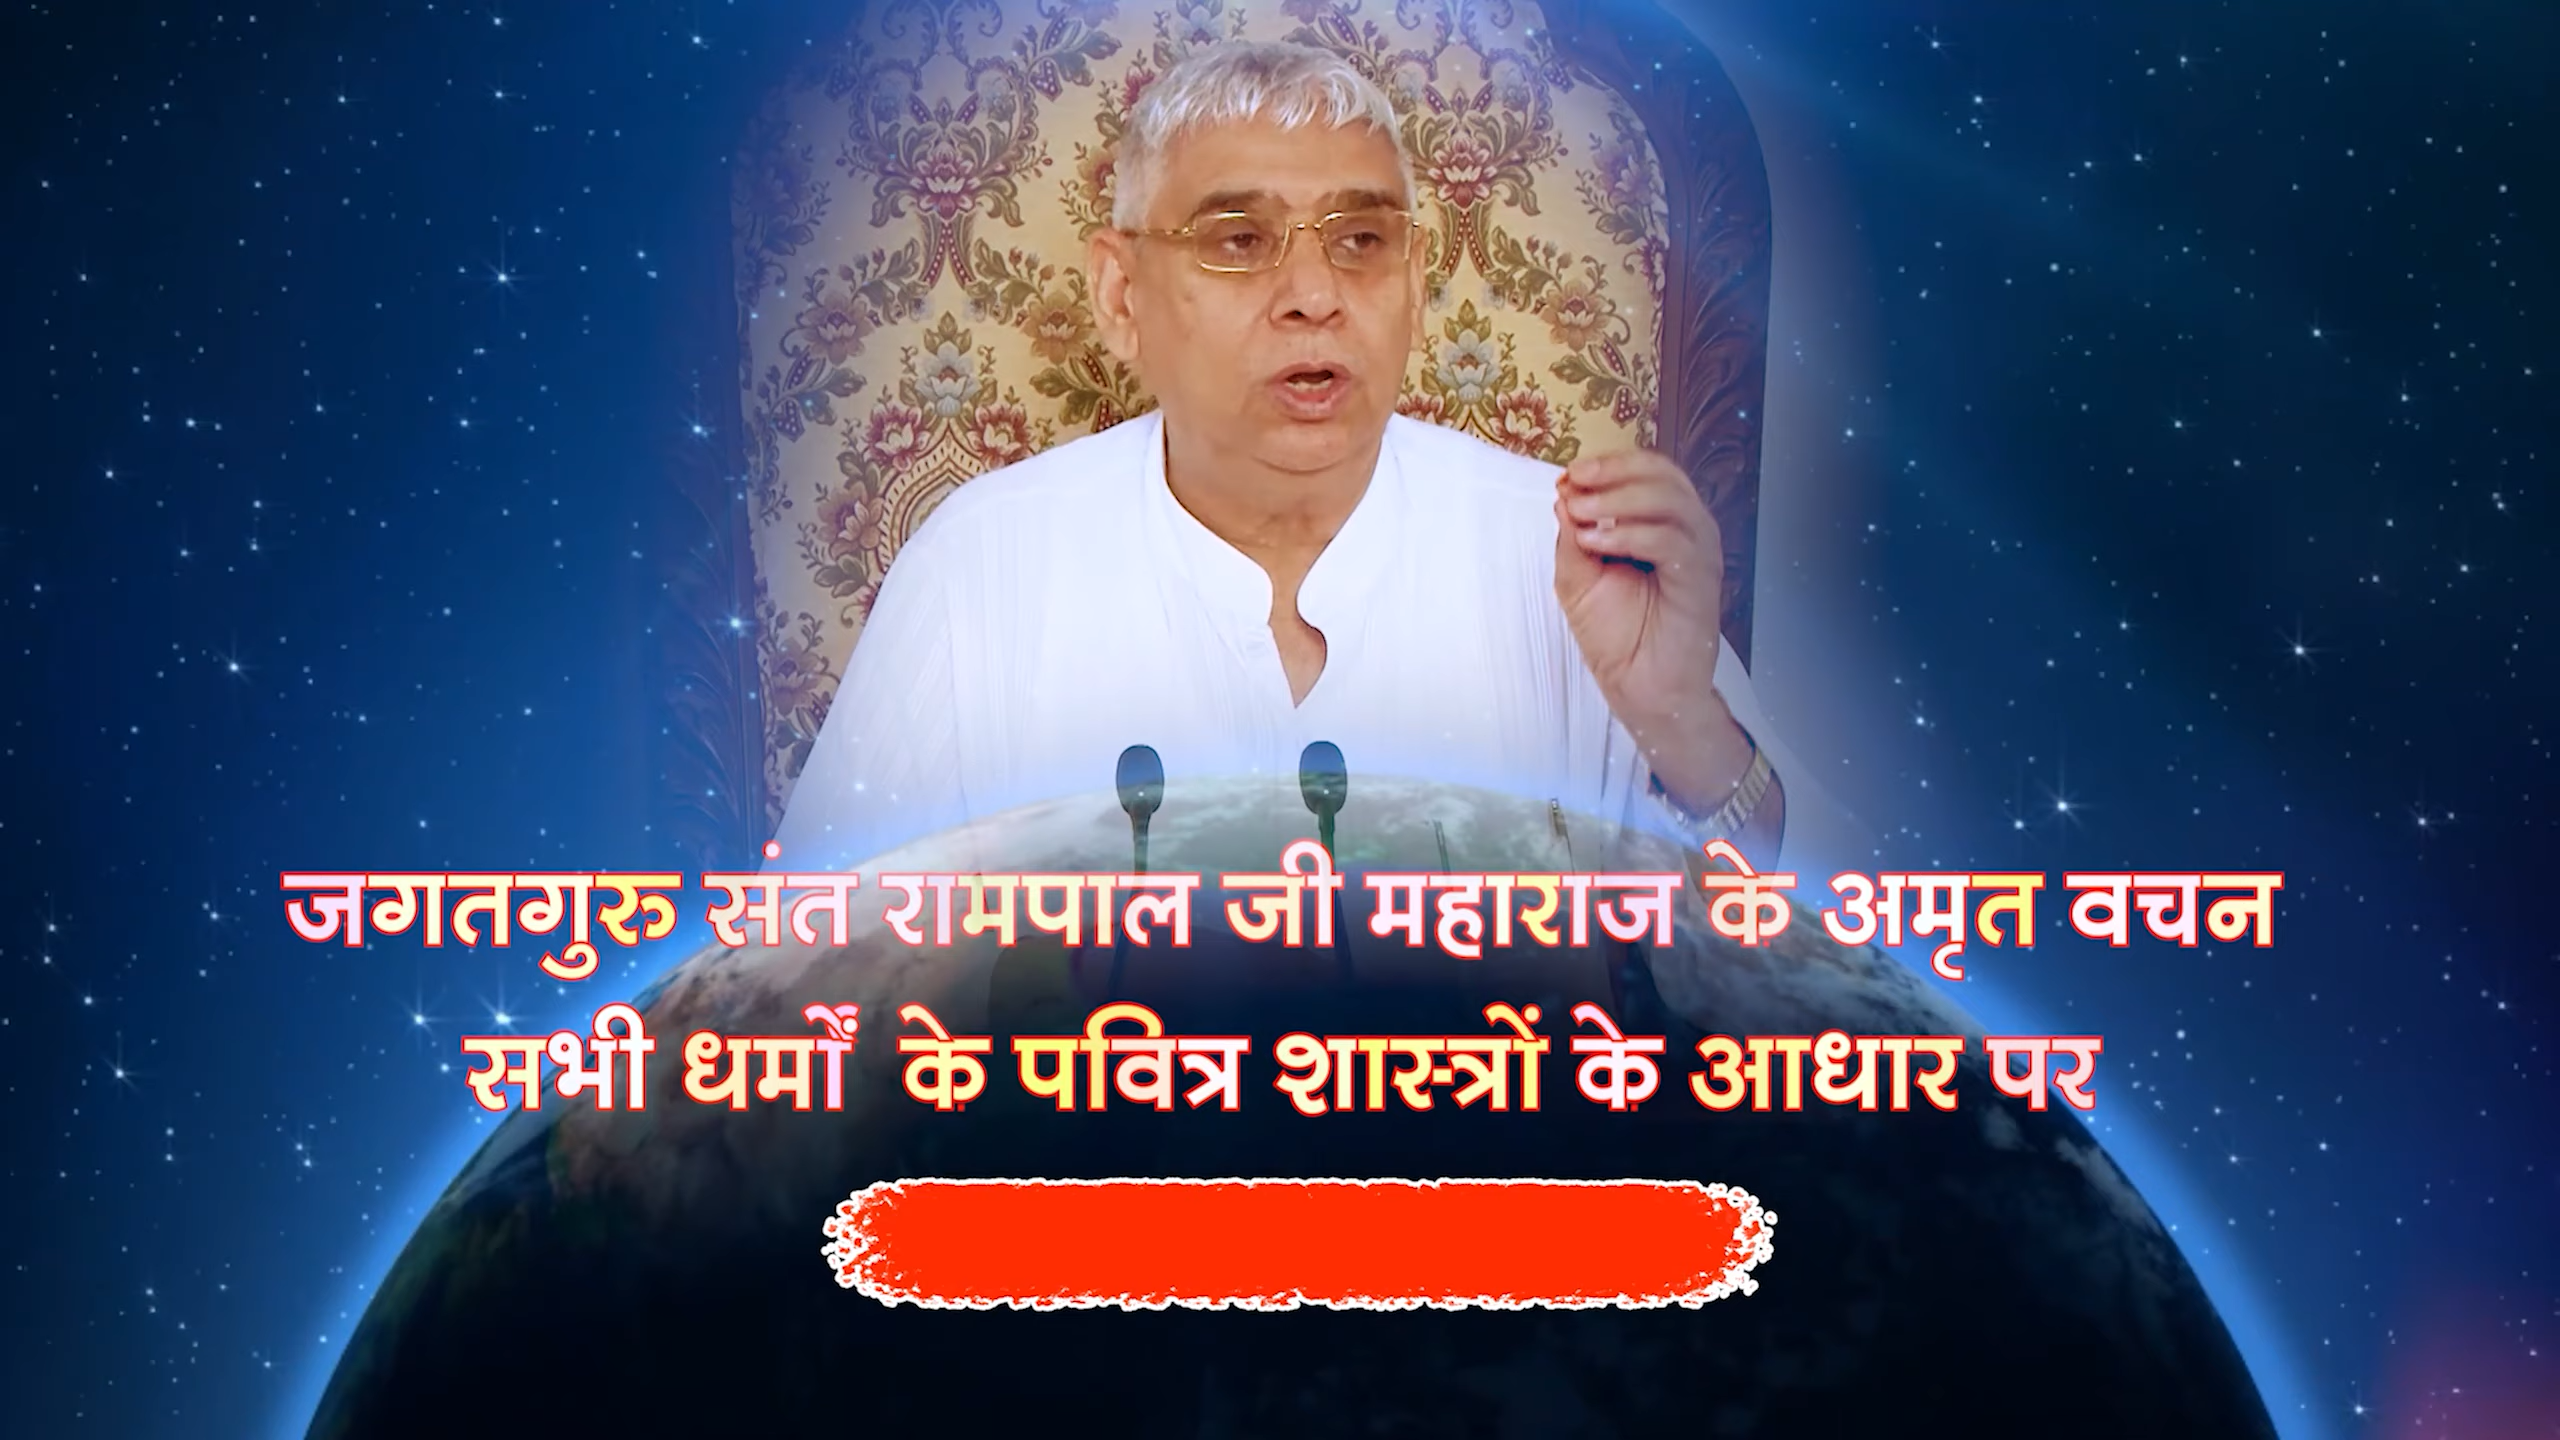 जगतगुरु संत रामपाल जी महाराज के अमृत वचन
सभी धर्मों के पवित्र शास्त्रों के आधार पर